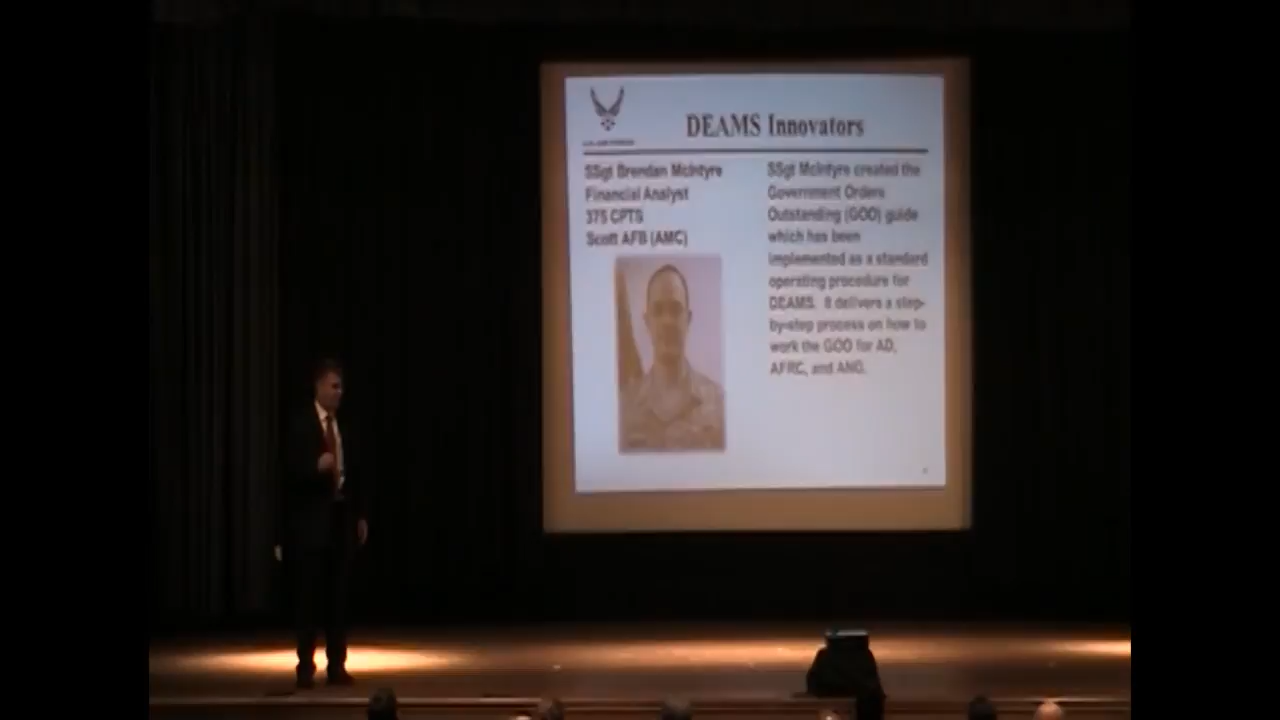 U.S. AIR FORCE
DEAMS Innovators
SSgt Brendan McIntyre
Financial Analyst
375 CPTS
Scott AFB (AMC)
SSgt McIntyre created the
Government Orders
Outstanding (GOO) guide
which has been
implemented as a standard
operating procedure for
DEAMS. It delivers a step-
by-step process on how to
work the GOO for AD,
AFRC, and ANG.